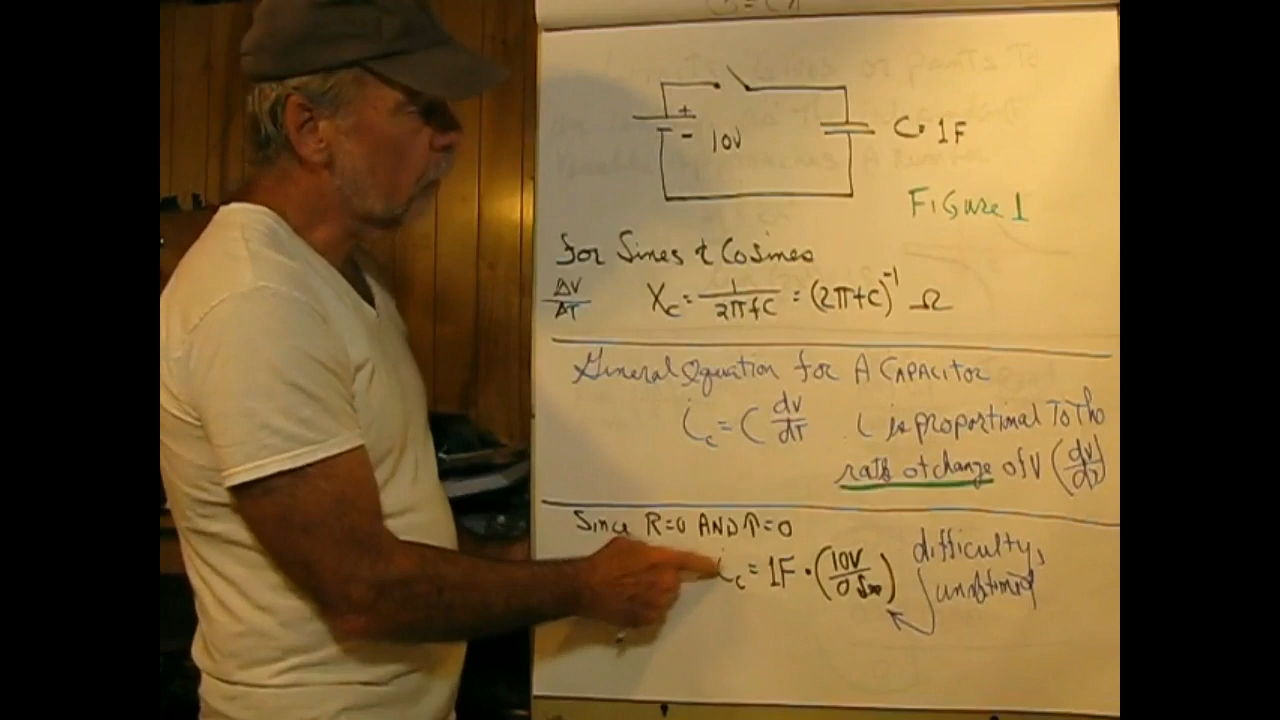 +
- 10V
C = 1F
Figure 1
For Sines & Cosines
ΔV/ΔT Xc = 1/2πfC = (2πfC)⁻¹ Ω
General Equation for A CAPACITOR
ic = C dv/dT i is proportional To The
rate of change of V (dv/dT)
Since R=0 AND τ=0
ic = 1F · (10V/0 Sec) difficulty,
undefined